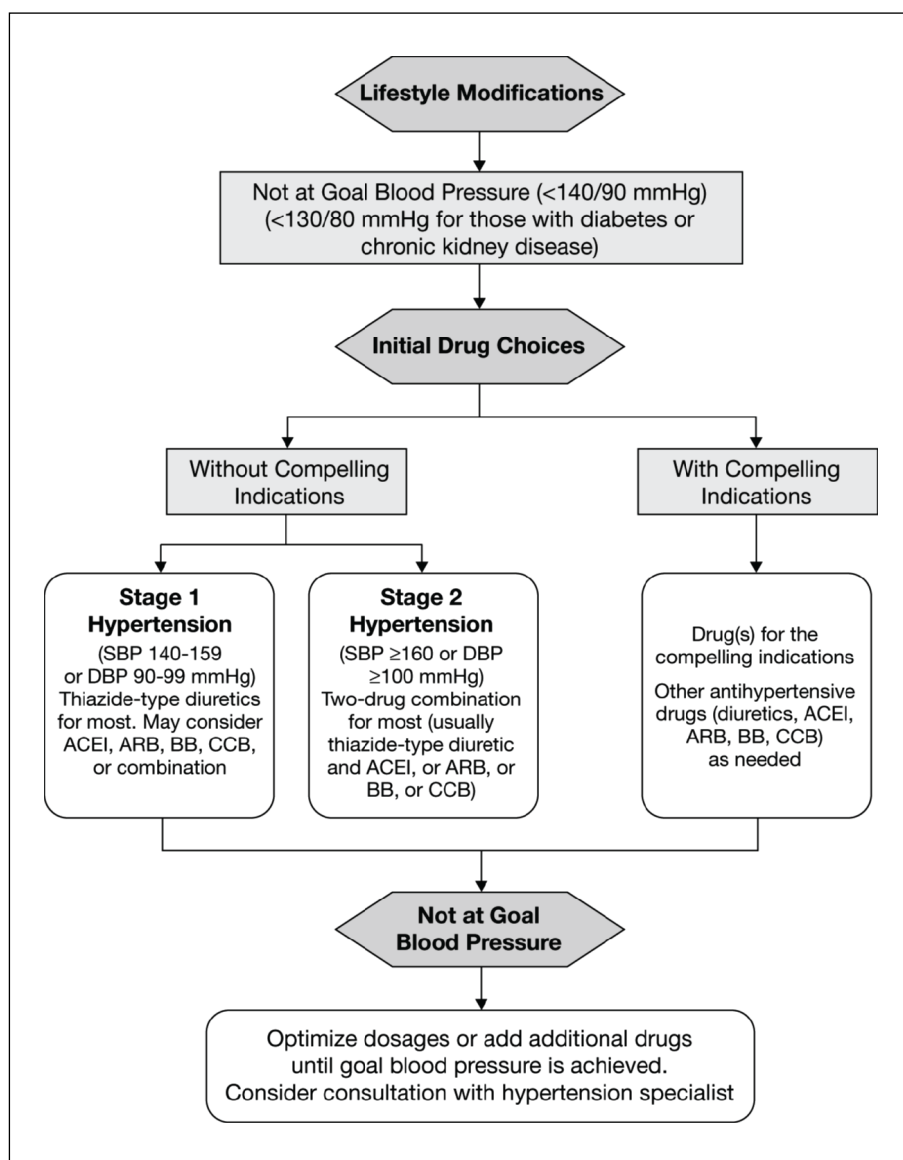 Lifestyle Modifications
Not at Goal Blood Pressure (<140/90 mmHg)
(<130/80 mmHg for those with diabetes or
chronic kidney disease)
Initial Drug Choices
Without Compelling
Indications
With Compelling
Indications
Stage 1
Hypertension
(SBP 140-159
or DBP 90-99 mmHg)
Thiazide-type diuretics
for most. May consider
ACEI, ARB, BB, CCB,
or combination
Stage 2
Hypertension
(SBP ≥160 or DBP
≥100 mmHg)
Two-drug combination
for most (usually
thiazide-type diuretic
and ACEI, or ARB, or
BB, or CCB)
Drug(s) for the
compelling indications
Other antihypertensive
drugs (diuretics, ACEI,
ARB, BB, CCB)
as needed
Not at Goal
Blood Pressure
Optimize dosages or add additional drugs
until goal blood pressure is achieved.
Consider consultation with hypertension specialist